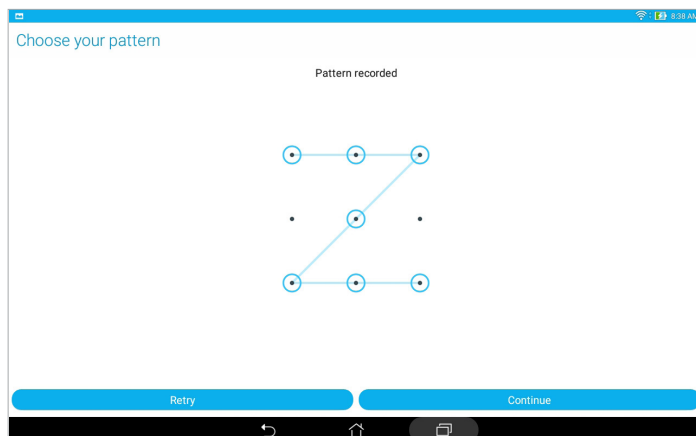 8:38 AM
Choose your pattern
Pattern recorded
Retry
Continue